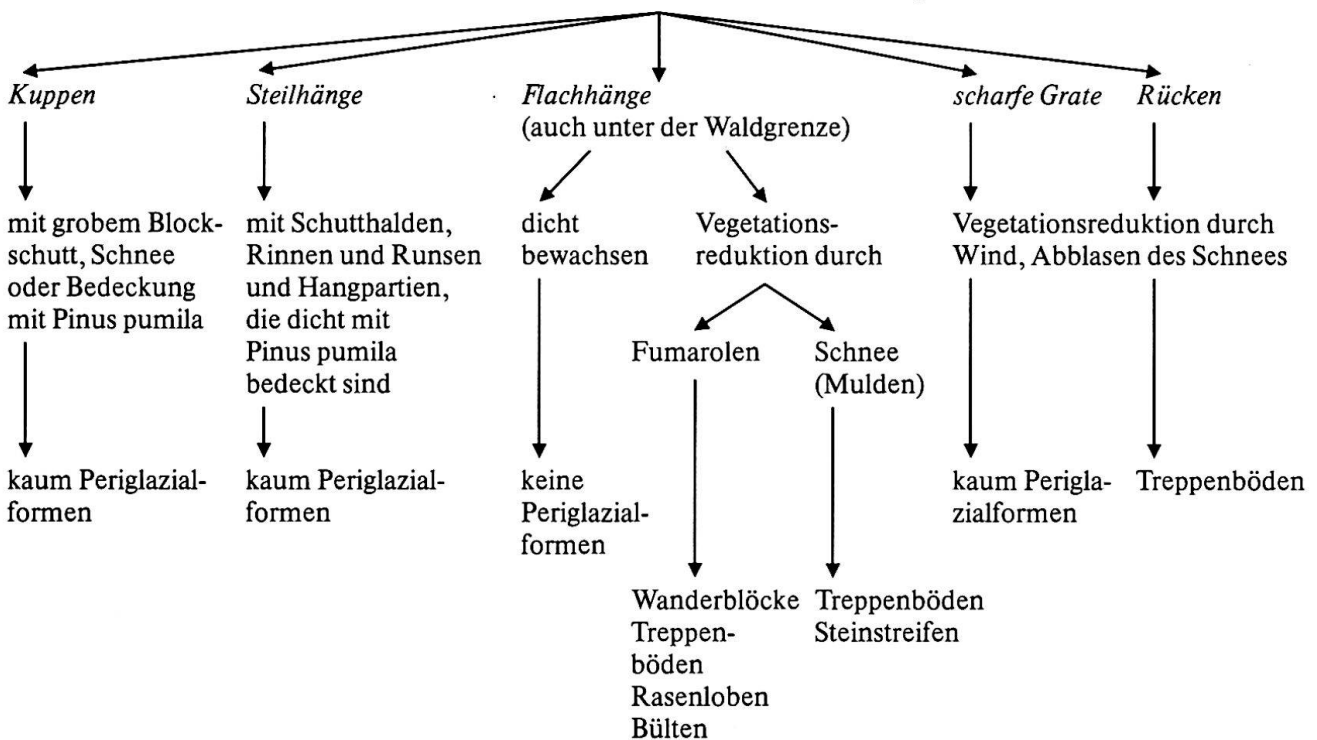 Kuppen
Steilhänge
Flachhänge
(auch unter der Waldgrenze)
scharfe Grate
Rücken
mit grobem Block-
schutt, Schnee
oder Bedeckung
mit Pinus pumila
mit Schutthalden,
Rinnen und Runsen
und Hangpartien,
die dicht mit
Pinus pumila
bedeckt sind
dicht
bewachsen
Vegetations-
reduktion durch
Vegetationsreduktion durch
Wind, Abblasen des Schnees
Fumarolen
Schnee
(Mulden)
kaum Periglazial-
formen
kaum Periglazial-
formen
keine
Periglazial-
formen
kaum Perigla-
zialformen
Treppenböden
Wanderblöcke
Treppen-
böden
Rasenloben
Bülten
Treppenböden
Steinstreifen